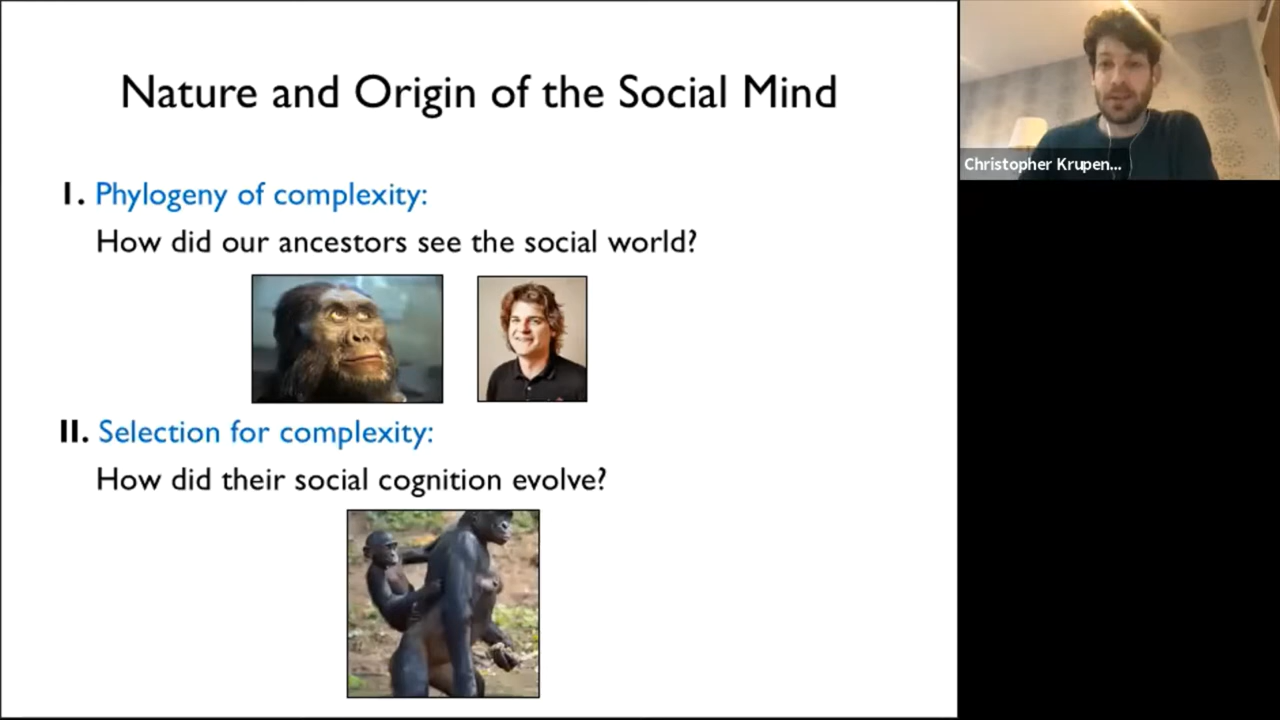 Nature and Origin of the Social Mind
I. Phylogeny of complexity:
How did our ancestors see the social world?
II. Selection for complexity:
How did their social cognition evolve?
Christopher Krupen...